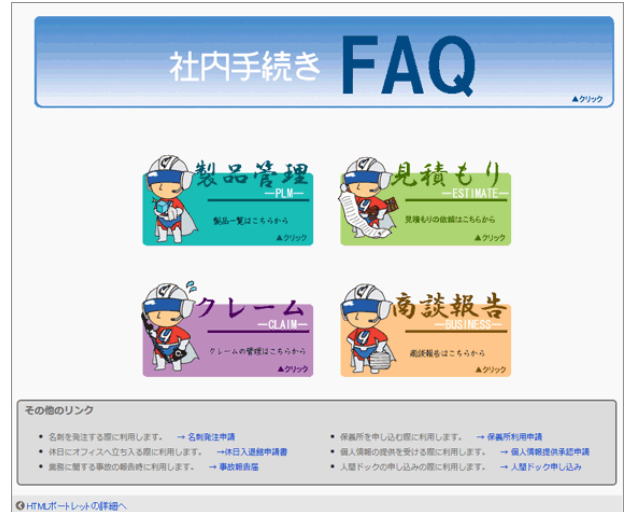 社内手続き FAQ
▲クリック
製品管理
—PLM—
製品一覧はこちらから
▲クリック
見積もり
—ESTIMATE—
見積もりの依頼はこちらから
▲クリック
クレーム
—CLAIM—
クレームの管理はこちらから
▲クリック
商談報告
—BUSINESS—
商談報告はこちらから
▲クリック
その他のリンク
• 名刺を発注する際に利用します。 → 名刺発注申請
• 休日にオフィスへ立ち入る際に利用します。 →休日入退館申請書
• 業務に関する事故の報告時に利用します。 → 事故報告届
• 保養所を申し込む際に利用します。 → 保養所利用申請
• 個人情報の提供を受ける際に利用します。 → 個人情報提供承認申請
• 人間ドックの申し込みの際に利用します。 → 人間ドック申し込み
HTMLポートレットの詳細へ